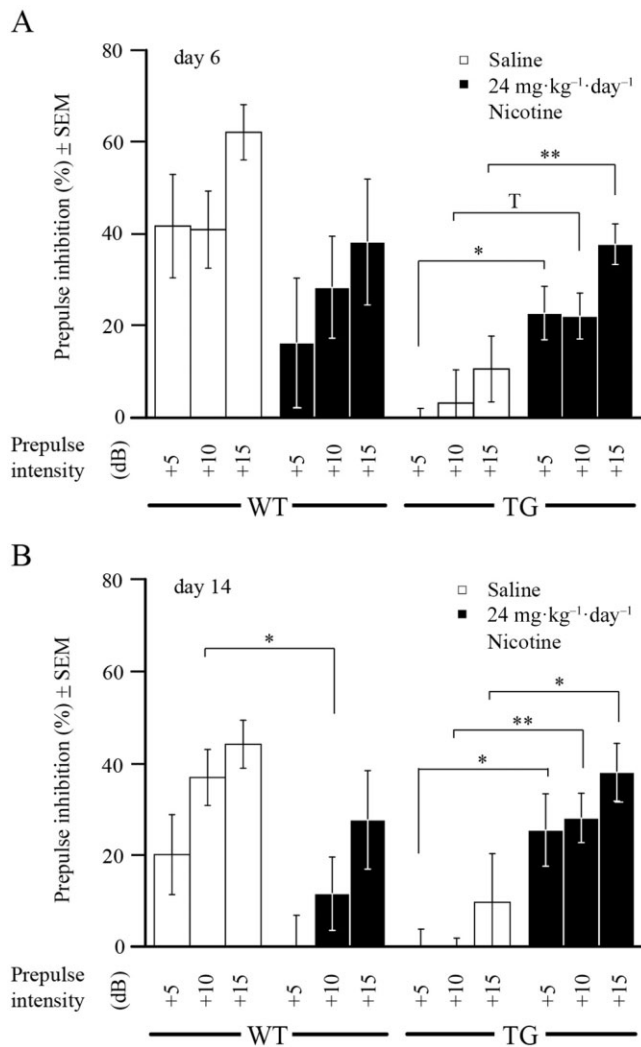 A
80
60
40
20
0
Prepulse inhibition (%) ± SEM
day 6
Saline
24 mg·kg⁻¹·day⁻¹
Nicotine
**
T
*
Prepulse
intensity
(dB)
+5 +10 +15 +5 +10 +15 +5 +10 +15 +5 +10 +15
WT TG
B
80
60
40
20
0
Prepulse inhibition (%) ± SEM
day 14
Saline
24 mg·kg⁻¹·day⁻¹
Nicotine
*
*
**
*
Prepulse
intensity
(dB)
+5 +10 +15 +5 +10 +15 +5 +10 +15 +5 +10 +15
WT TG